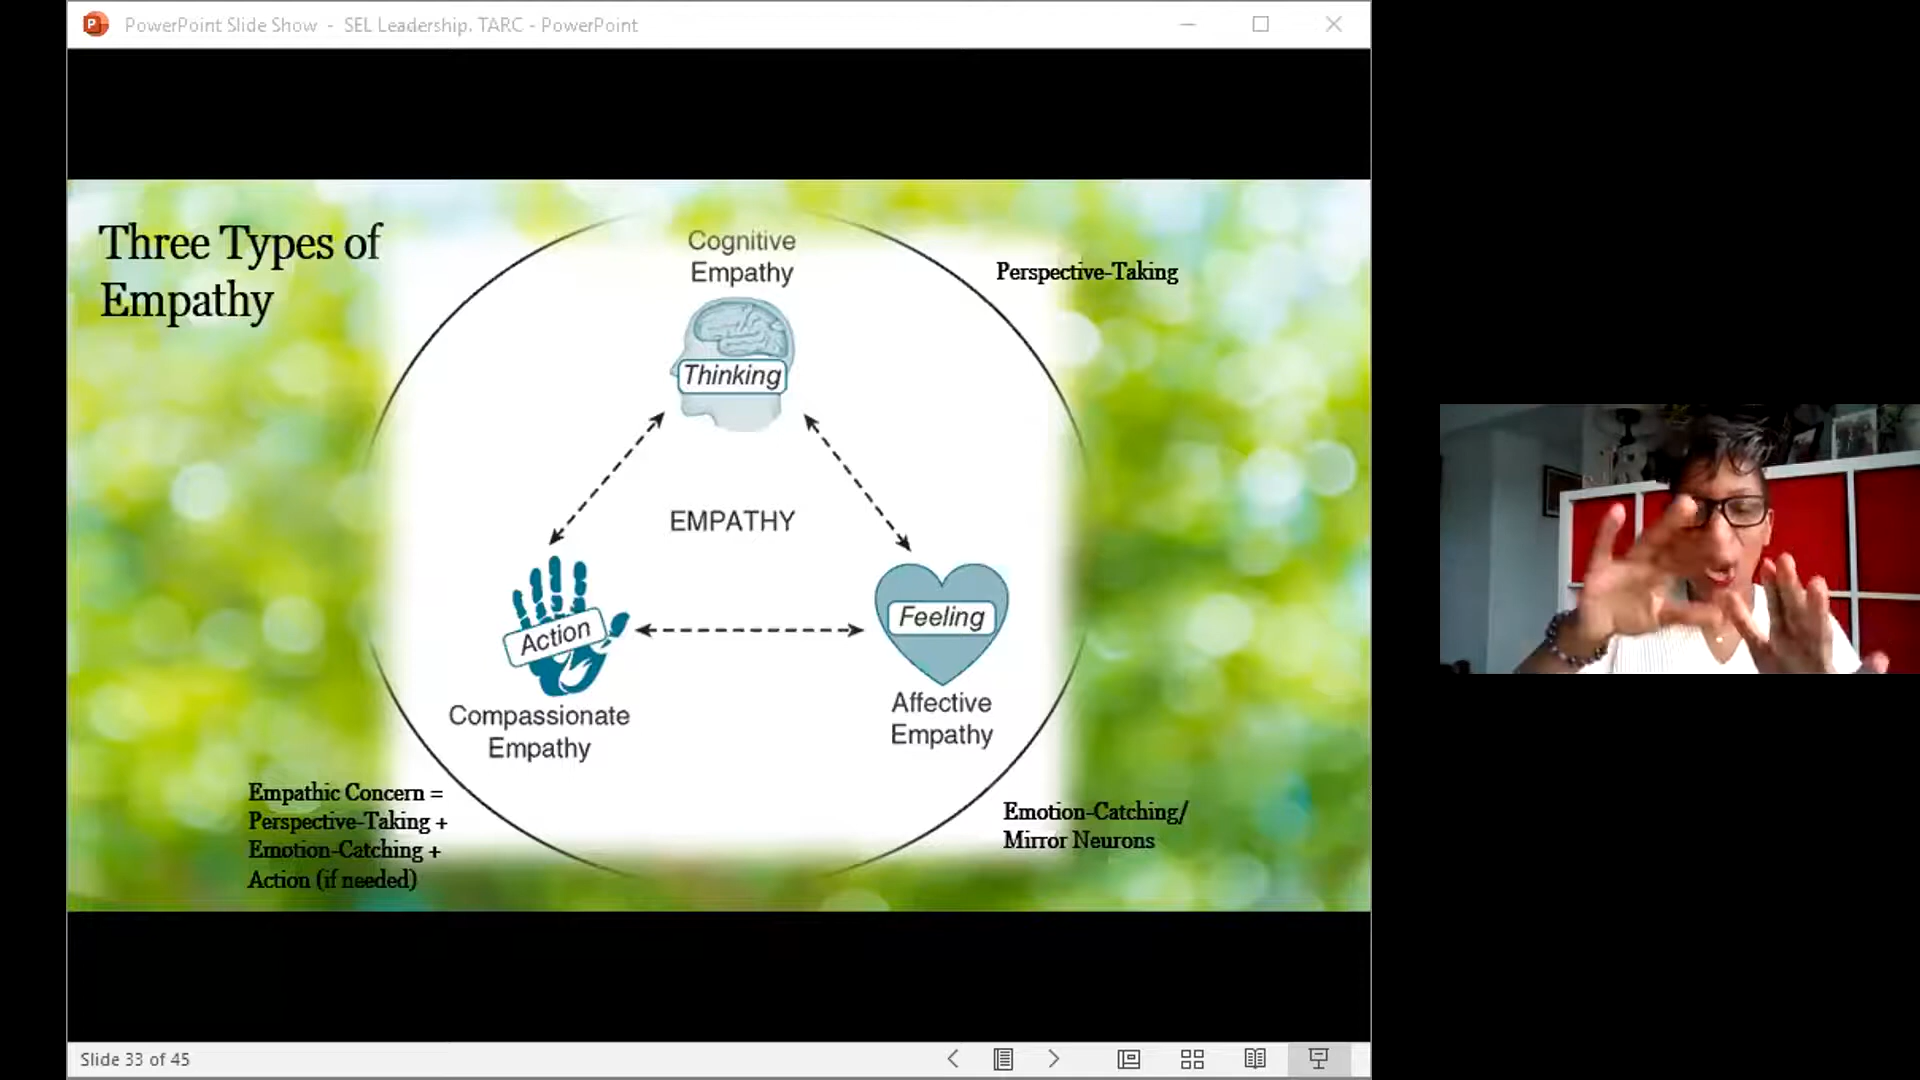 PowerPoint Slide Show - SEL Leadership. TARC - PowerPoint
Three Types of
Empathy
Cognitive
Empathy
Perspective-Taking
Thinking
EMPATHY
Action
Feeling
Compassionate
Empathy
Affective
Empathy
Empathic Concern =
Perspective-Taking +
Emotion-Catching +
Action (if needed)
Emotion-Catching/
Mirror Neurons
Slide 33 of 45